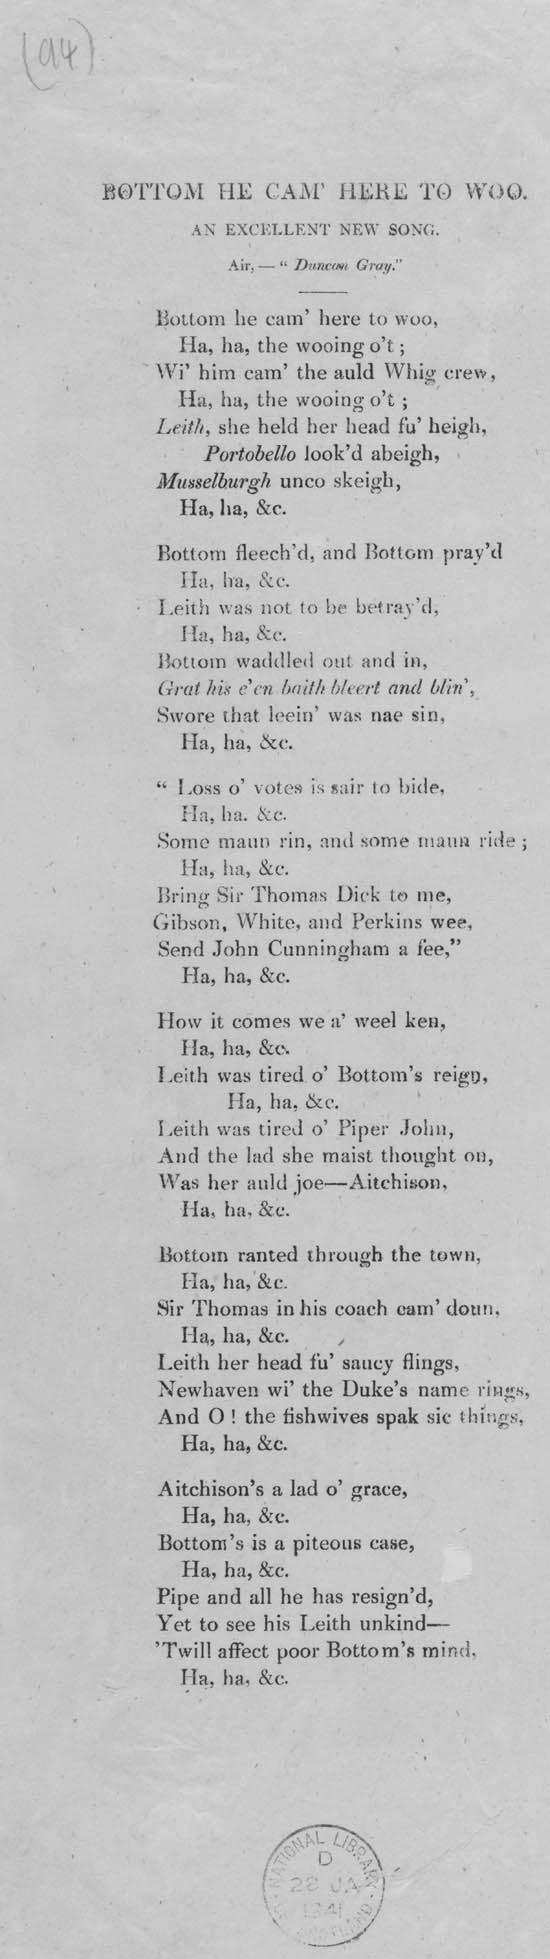 (94)
BOTTOM HE CAM' HERE TO WOO.
AN EXCELLENT NEW SONG.
Air, — " Duncan Gray."
Bottom he cam' here to woo,
Ha, ha, the wooing o't ;
Wi' him cam' the auld Whig crew,
Ha, ha, the wooing o't ;
Leith, she held her head fu' heigh,
Portobello look'd abeigh,
Musselburgh unco skeigh,
Ha, ha, &c.
Bottom fleech'd, and Bottom pray'd
Ha, ha, &c.
Leith was not to be betray'd,
Ha, ha, &c.
Bottom waddled out and in,
Grat his e'en baith bleert and blin',
Swore that leein' was nae sin,
Ha, ha, &c.
" Loss o' votes is sair to bide,
Ha, ha. &c.
Some maun rin, and some maun ride ;
Ha, ha, &c.
Bring Sir Thomas Dick to me,
Gibson, White, and Perkins wee,
Send John Cunningham a fee,"
Ha, ha, &c.
How it comes we a' weel ken,
Ha, ha, &c.
Leith was tired o' Bottom's reign,
Ha, ha, &c.
Leith was tired o' Piper John,
And the lad she maist thought on,
Was her auld joe—Aitchison,
Ha, ha, &c.
Bottom ranted through the town,
Ha, ha, &c.
Sir Thomas in his coach cam' doun,
Ha, ha, &c.
Leith her head fu' saucy flings,
Newhaven wi' the Duke's name rings,
And O ! the fishwives spak sic things,
Ha, ha, &c.
Aitchison's a lad o' grace,
Ha, ha, &c.
Bottom's is a piteous case,
Ha, ha, &c.
Pipe and all he has resign'd,
Yet to see his Leith unkind—
'Twill affect poor Bottom's mind,
Ha, ha, &c.
NATIONAL LIBRARY
D
28 JA
1941
OF SCOTLAND